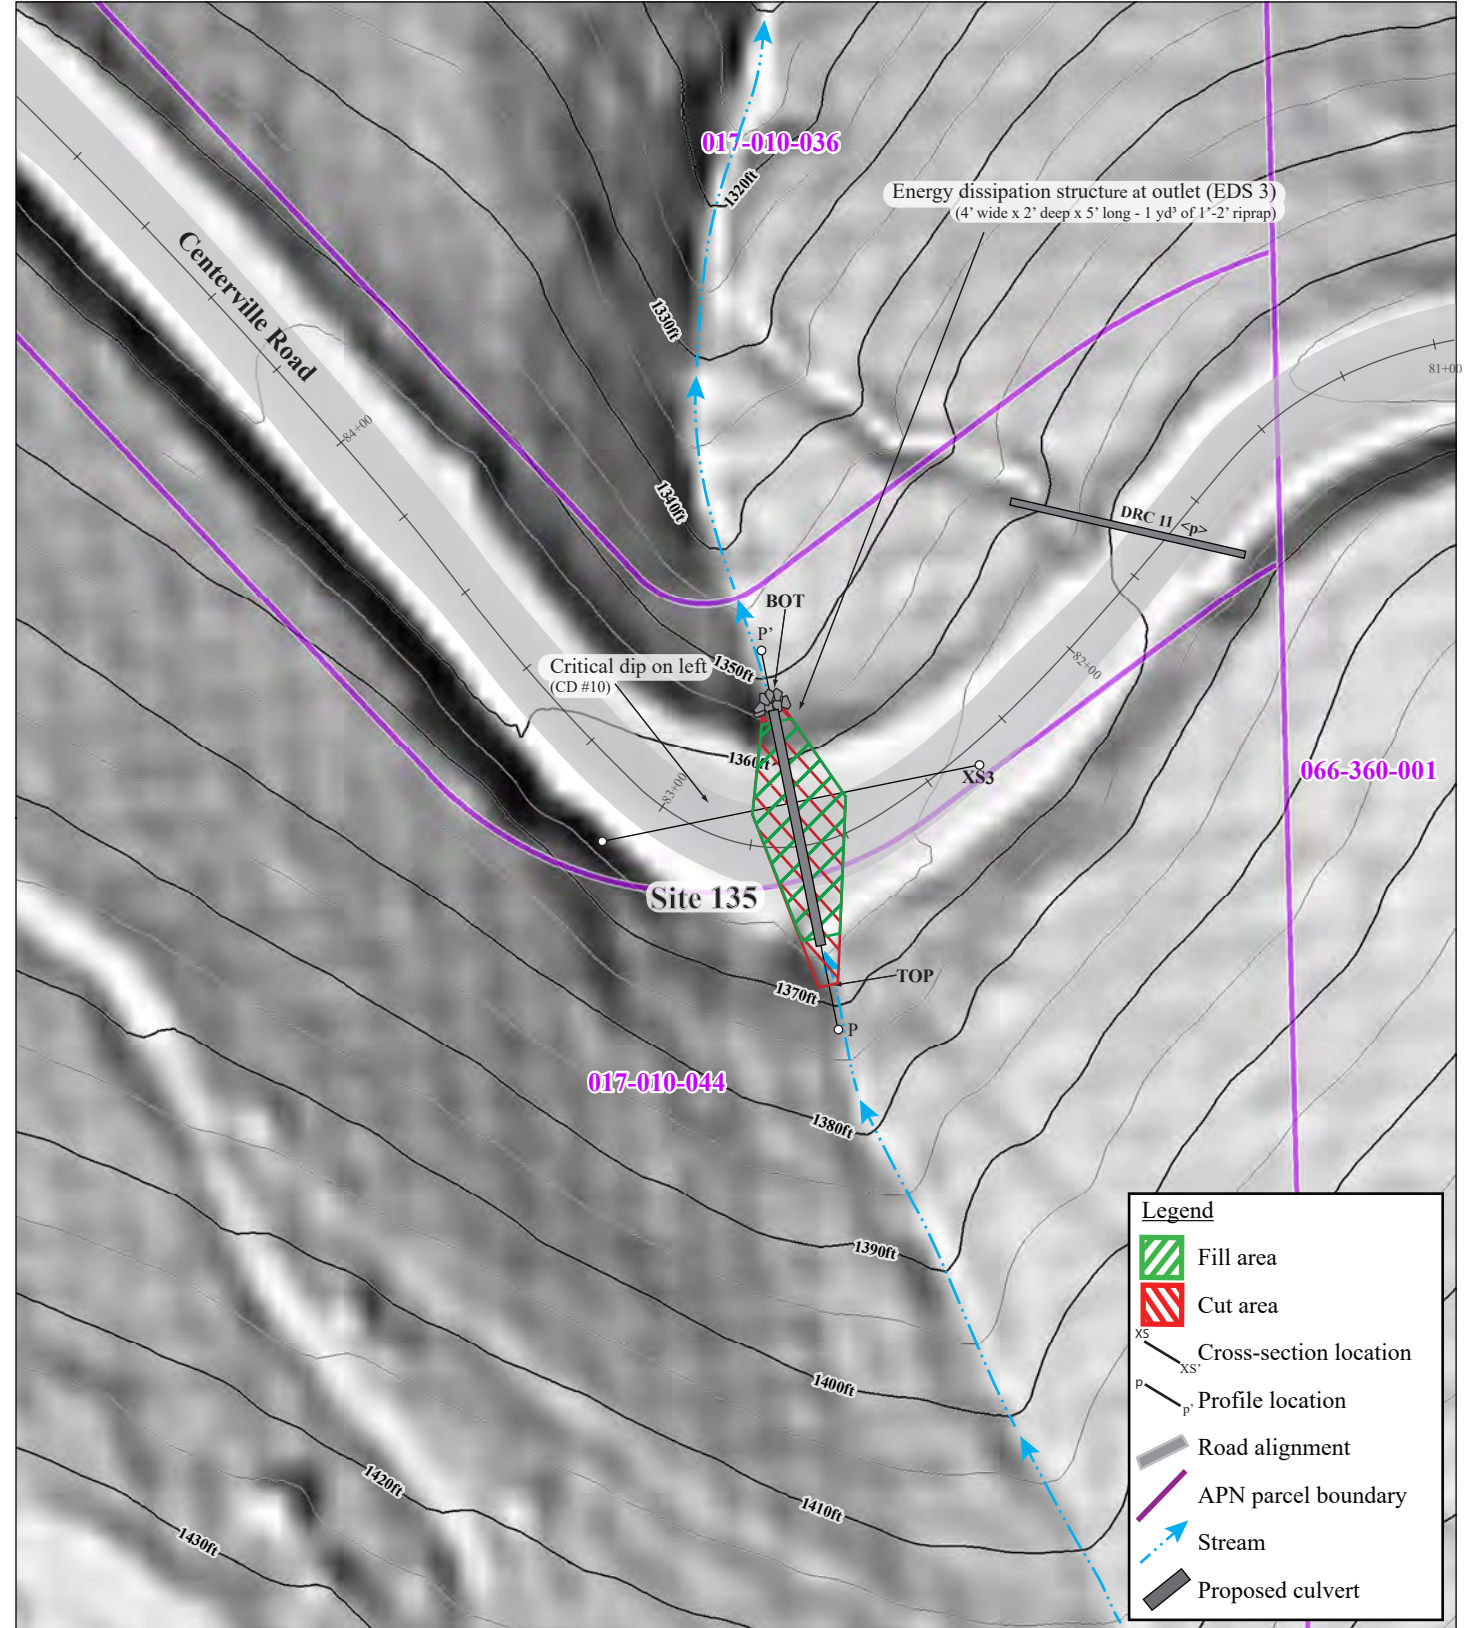 017-010-036
1320ft
Energy dissipation structure at outlet (EDS 3)
(4’ wide x 2’ deep x 5’ long - 1 yd³ of 1’-2’ riprap)
Centerville Road
1330ft
81+00
84+00
1340ft
DRC 11 <p>
BOT
P’
1350ft
Critical dip on left
(CD #10)
82+00
1360ft
XS3
066-360-001
83+00
Site 135
TOP
1370ft
P
017-010-044
1380ft
1390ft
1400ft
1420ft
1410ft
1430ft
Legend
Fill area
Cut area
XS
XS’
Cross-section location
p
p’
Profile location
Road alignment
APN parcel boundary
Stream
Proposed culvert